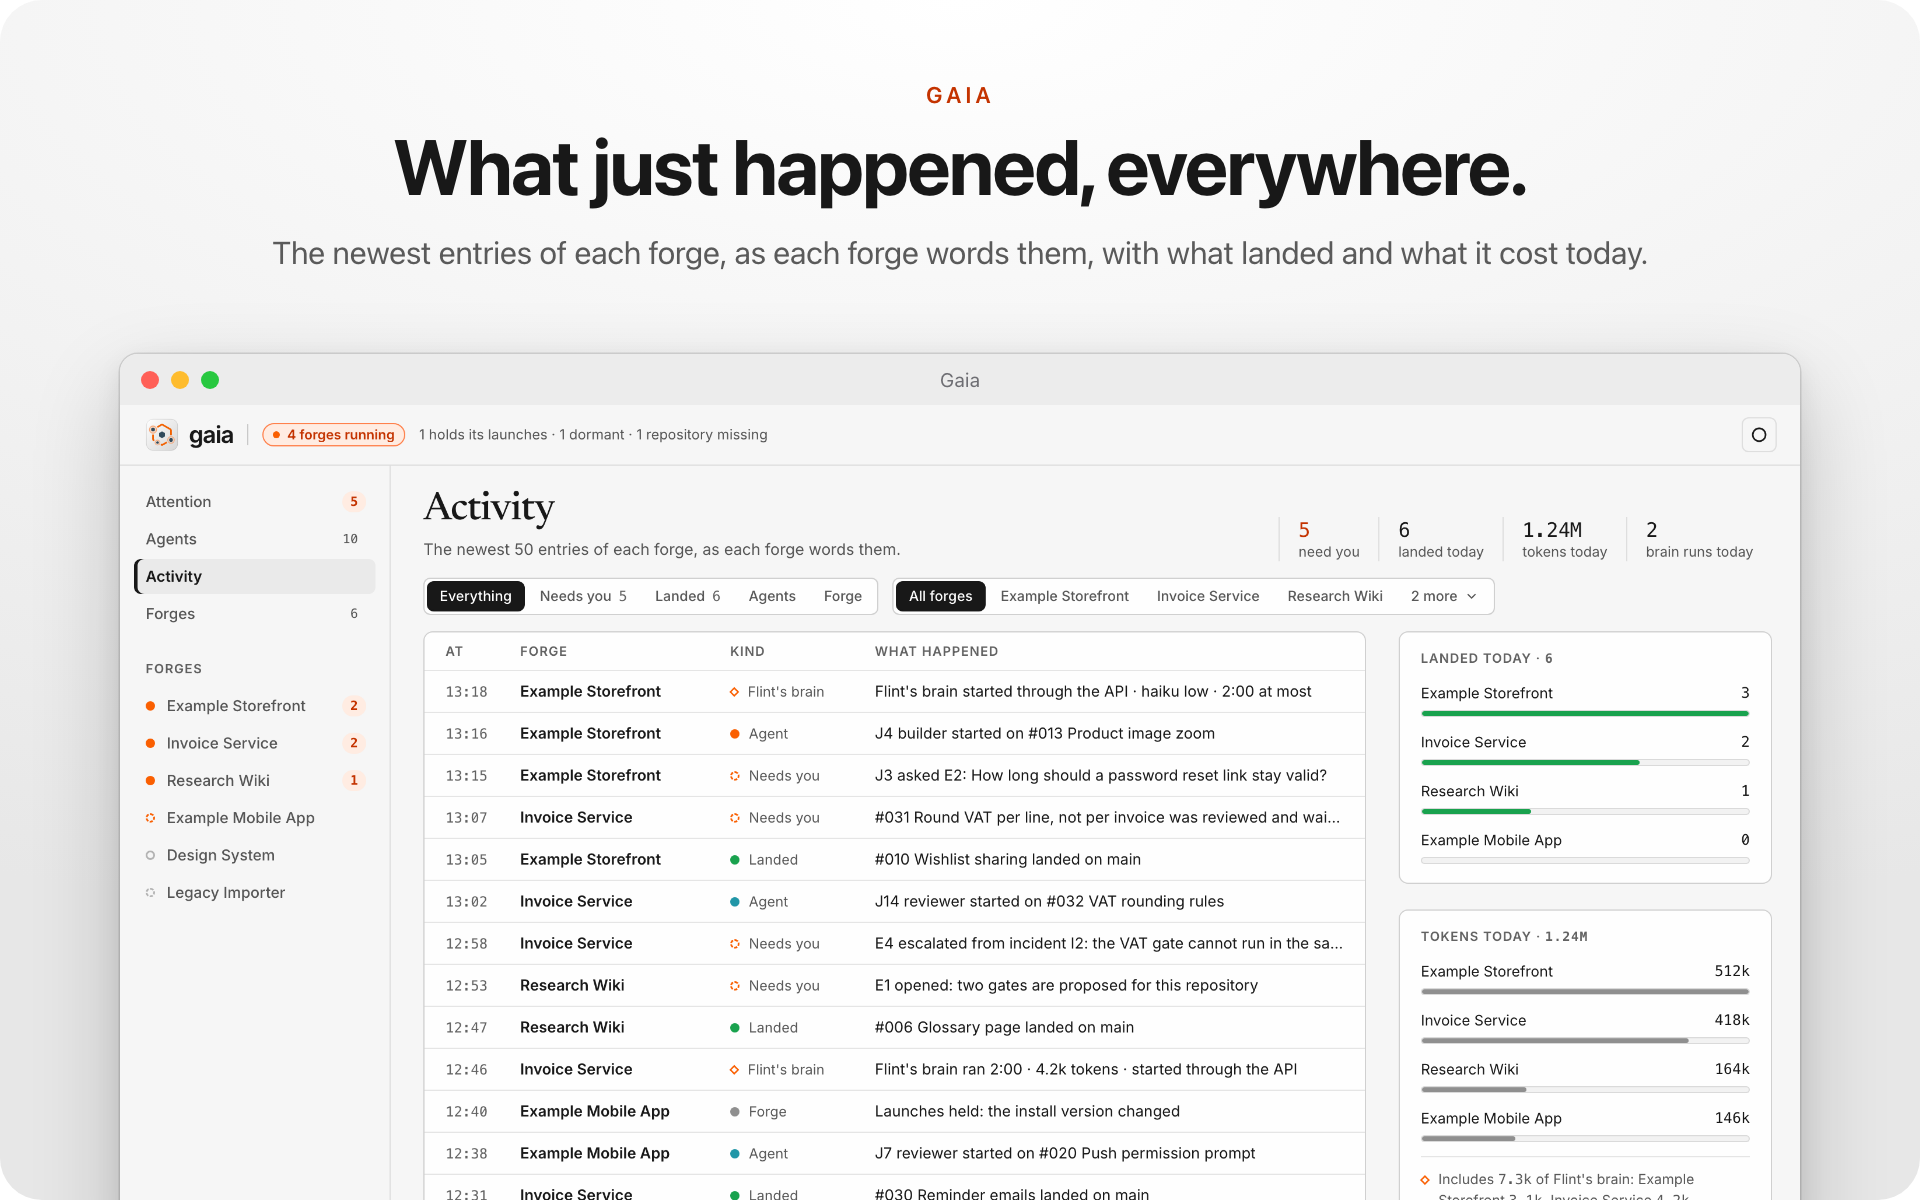 GAIA
What just happened, everywhere.
The newest entries of each forge, as each forge words them, with what landed and what it cost today.
Gaia
gaia
4 forges running
1 holds its launches · 1 dormant · 1 repository missing
Attention 5
Agents 10
Activity
Forges 6
FORGES
Example Storefront 2
Invoice Service 2
Research Wiki 1
Example Mobile App
Design System
Legacy Importer
Activity
The newest 50 entries of each forge, as each forge words them.
5 need you
6 landed today
1.24M tokens today
2 brain runs today
Everything Needs you 5 Landed 6 Agents Forge
All forges Example Storefront Invoice Service Research Wiki 2 more
AT FORGE KIND WHAT HAPPENED
13:18 Example Storefront Flint's brain Flint's brain started through the API · haiku low · 2:00 at most
13:16 Example Storefront Agent J4 builder started on #013 Product image zoom
13:15 Example Storefront Needs you J3 asked E2: How long should a password reset link stay valid?
13:07 Invoice Service Needs you #031 Round VAT per line, not per invoice was reviewed and wai...
13:05 Example Storefront Landed #010 Wishlist sharing landed on main
13:02 Invoice Service Agent J14 reviewer started on #032 VAT rounding rules
12:58 Invoice Service Needs you E4 escalated from incident I2: the VAT gate cannot run in the sa...
12:53 Research Wiki Needs you E1 opened: two gates are proposed for this repository
12:47 Research Wiki Landed #006 Glossary page landed on main
12:46 Invoice Service Flint's brain Flint's brain ran 2:00 · 4.2k tokens · started through the API
12:40 Example Mobile App Forge Launches held: the install version changed
12:38 Example Mobile App Agent J7 reviewer started on #020 Push permission prompt
12:31 Invoice Service Landed #030 Reminder emails landed on main
LANDED TODAY · 6
Example Storefront 3
Invoice Service 2
Research Wiki 1
Example Mobile App 0
TOKENS TODAY · 1.24M
Example Storefront 512k
Invoice Service 418k
Research Wiki 164k
Example Mobile App 146k
Includes 7.3k of Flint's brain: Example
Storefront 3.1k, Invoice Service 4.2k